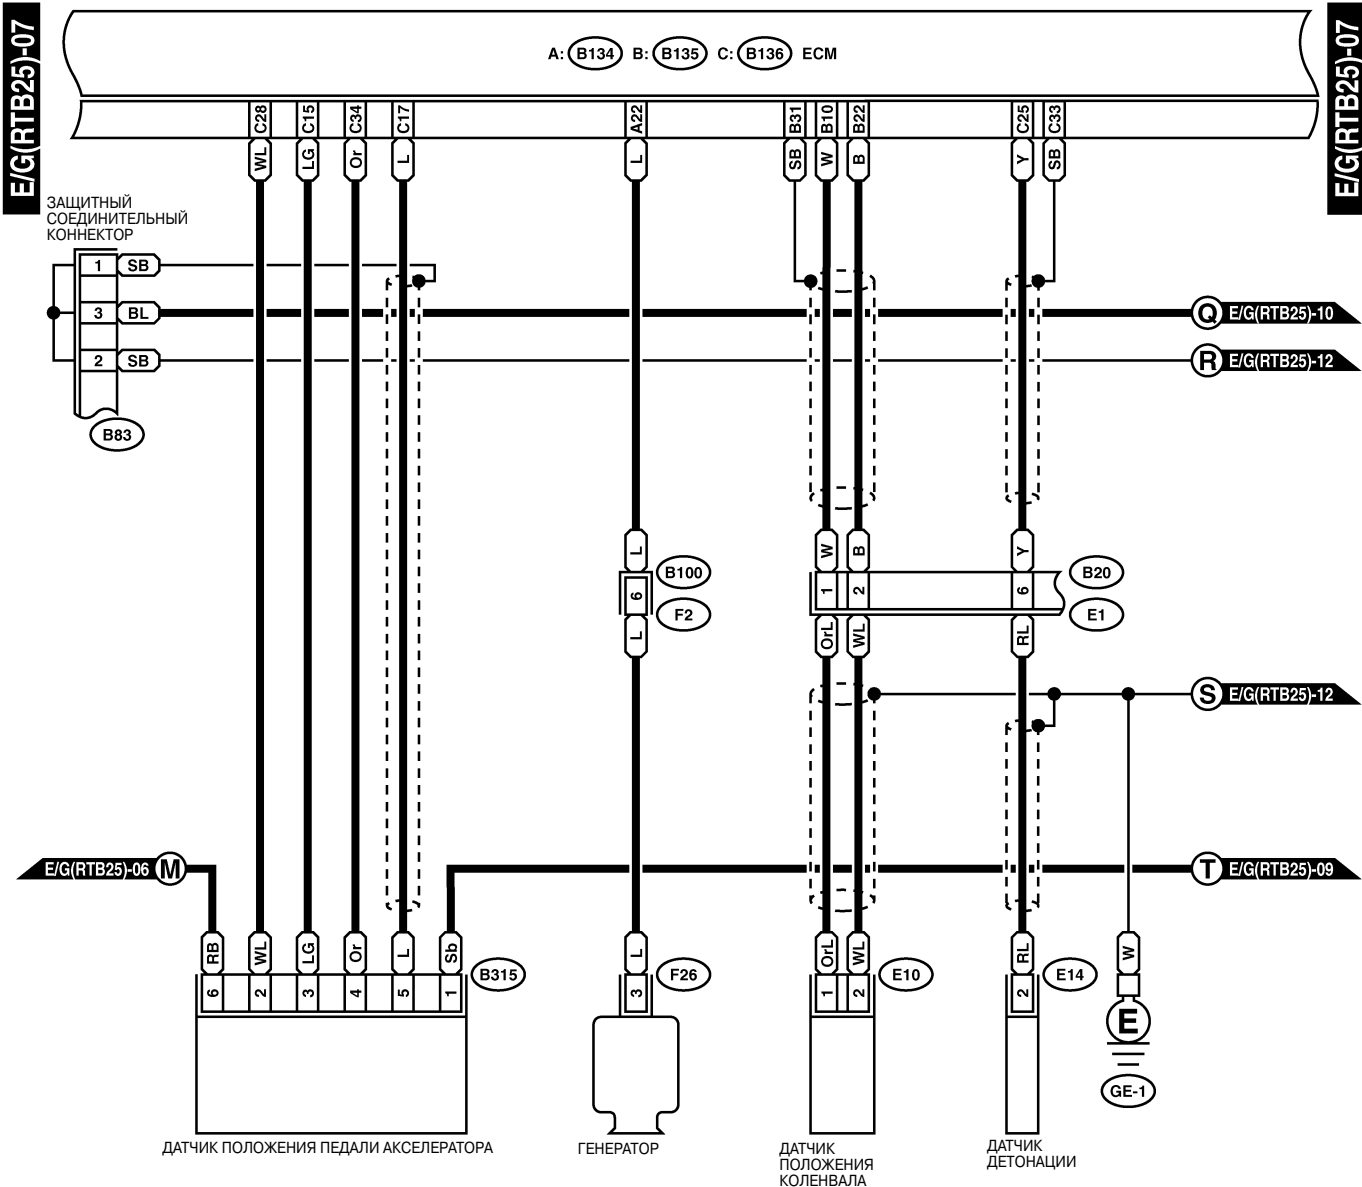 E/G(RTB25)-07
E/G(RTB25)-07
A: B134 B: B135 C: B136 ECM
C28 C15 C34 C17 A22 B31 B10 B22 C25 C33
WL LG Or L L SB W B Y SB
ЗАЩИТНЫЙ
СОЕДИНИТЕЛЬНЫЙ
КОННЕКТОР
1 SB
3 BL Q E/G(RTB25)-10
2 SB R E/G(RTB25)-12
B83
L W B Y
B100 B20
6 1 2 6
F2 E1
L OrL WL RL
S E/G(RTB25)-12
E/G(RTB25)-06 M T E/G(RTB25)-09
RB WL LG Or L Sb L OrL WL RL W
B315 F26 E10 E14
6 2 3 4 5 1 3 1 2 2
E
GE-1
ДАТЧИК ПОЛОЖЕНИЯ ПЕДАЛИ АКСЕЛЕРАТОРА
ГЕНЕРАТОР
ДАТЧИК
ПОЛОЖЕНИЯ
КОЛЕНВАЛА
ДАТЧИК
ДЕТОНАЦИИ